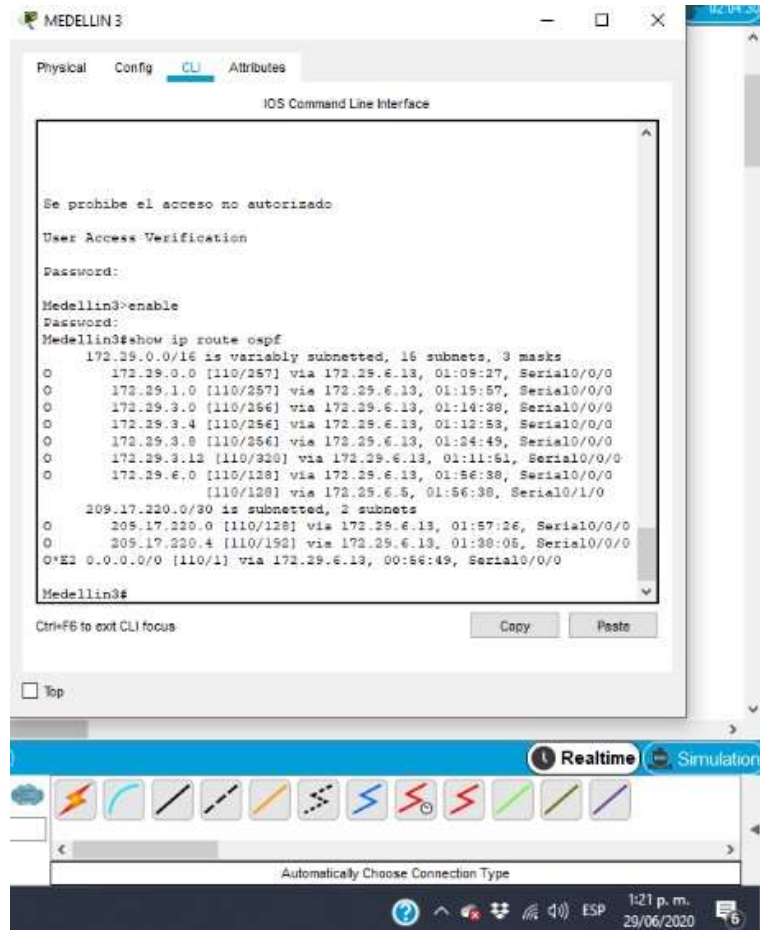 MEDELLIN 3
02:04:30
Physical Config CLI Attributes
IOS Command Line Interface
Se prohibe el acceso no autorizado
User Access Verification
Password:
Medellin3>enable
Password:
Medellin3#show ip route ospf
172.29.0.0/16 is variably subnetted, 16 subnets, 3 masks
O 172.29.0.0 [110/257] via 172.29.6.13, 01:09:27, Serial0/0/0
O 172.29.1.0 [110/257] via 172.29.6.13, 01:19:57, Serial0/0/0
O 172.29.3.0 [110/256] via 172.29.6.13, 01:14:38, Serial0/0/0
O 172.29.3.4 [110/256] via 172.29.6.13, 01:12:53, Serial0/0/0
O 172.29.3.8 [110/256] via 172.29.6.13, 01:24:49, Serial0/0/0
O 172.29.3.12 [110/320] via 172.29.6.13, 01:11:51, Serial0/0/0
O 172.29.6.0 [110/128] via 172.29.6.13, 01:56:38, Serial0/0/0
[110/128] via 172.29.6.5, 01:56:38, Serial0/1/0
209.17.220.0/30 is subnetted, 2 subnets
O 209.17.220.0 [110/128] via 172.29.6.13, 01:57:26, Serial0/0/0
O 209.17.220.4 [110/192] via 172.29.6.13, 01:38:05, Serial0/0/0
O*E2 0.0.0.0/0 [110/1] via 172.29.6.13, 00:56:49, Serial0/0/0
Medellin3#
Ctrl+F6 to exit CLI focus
Copy Paste
Top
Realtime Simulation
Automatically Choose Connection Type
ESP
1:21 p. m.
29/06/2020
6